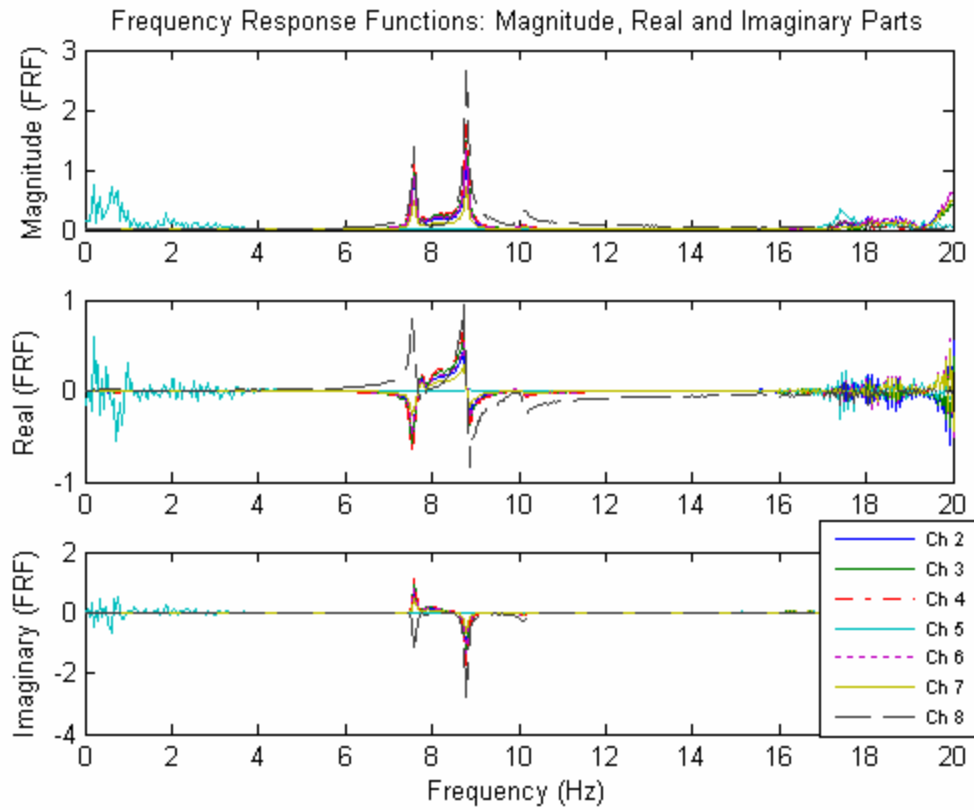 Frequency Response Functions: Magnitude, Real and Imaginary Parts
Magnitude (FRF)
3
2
1
0
0 2 4 6 8 10 12 14 16 18 20
Real (FRF)
1
0
-1
0 2 4 6 8 10 12 14 16 18 20
Imaginary (FRF)
2
0
-2
-4
0 2 4 6 8 10 12 14 16 18 20
Frequency (Hz)
Ch 2
Ch 3
Ch 4
Ch 5
Ch 6
Ch 7
Ch 8